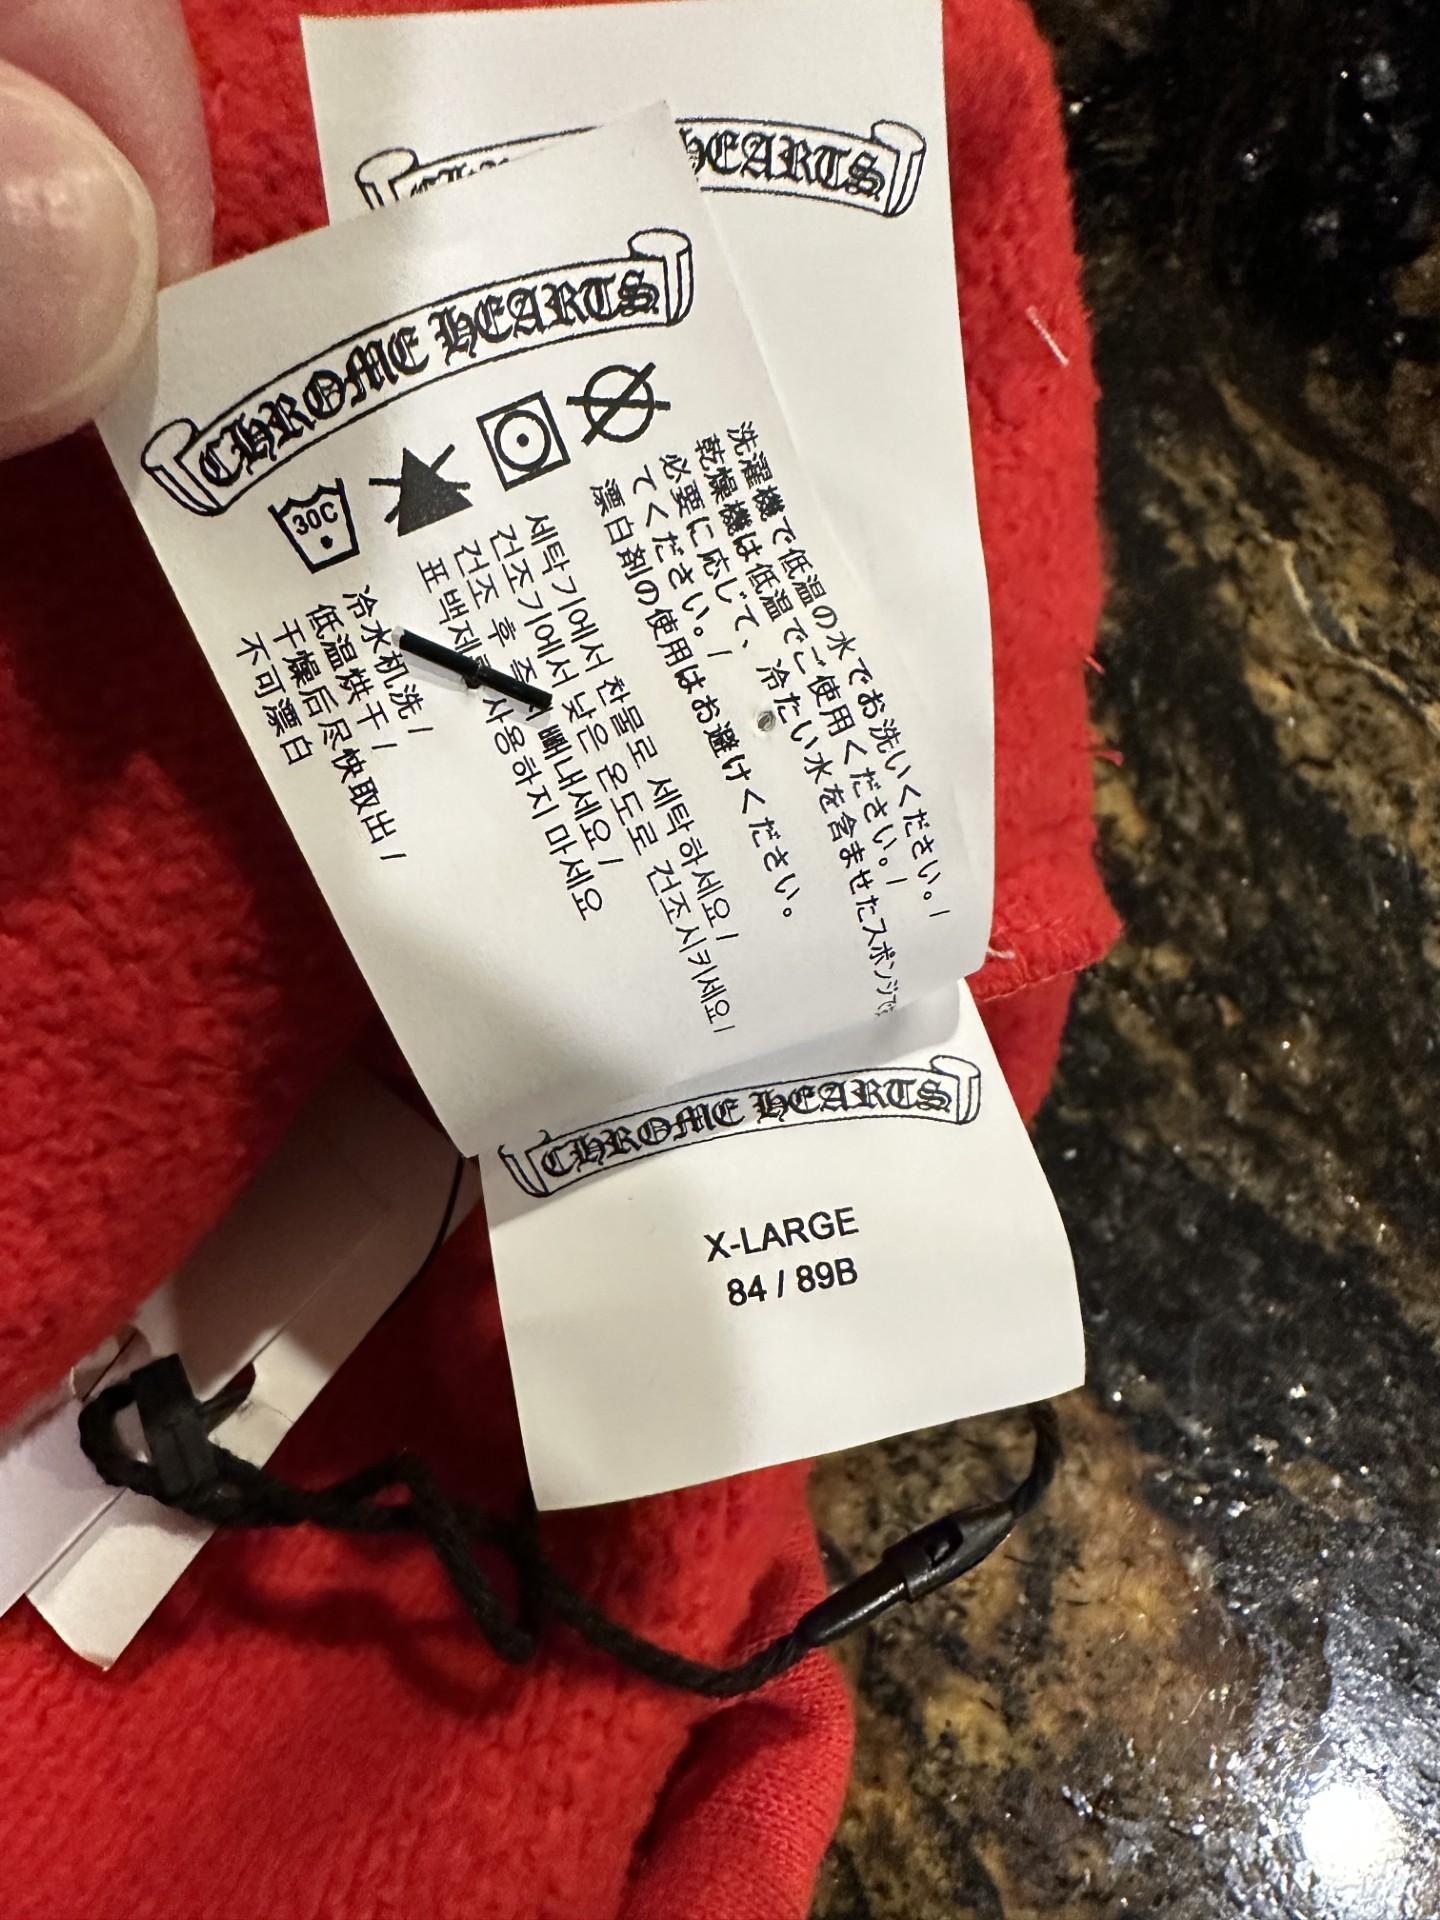 HEARTS
CHROME HEARTS
30C
冷水机洗 /
低温烘干 /
干燥后尽快取出 /
不可漂白
세탁기에서 찬물로 세탁하세요 /
건조기에서 낮은 온도로 건조시키세요 /
건조 후 빼내세요 /
표백제 사용하지 마세요
洗濯機で低温の水でお洗いください。/
乾燥機は低温でご使用ください。/
必要に応じて、冷たい水を含ませたスポンジで
てください。/
漂白剤の使用はお避けください。
CHROME HEARTS
X-LARGE
84 / 89B